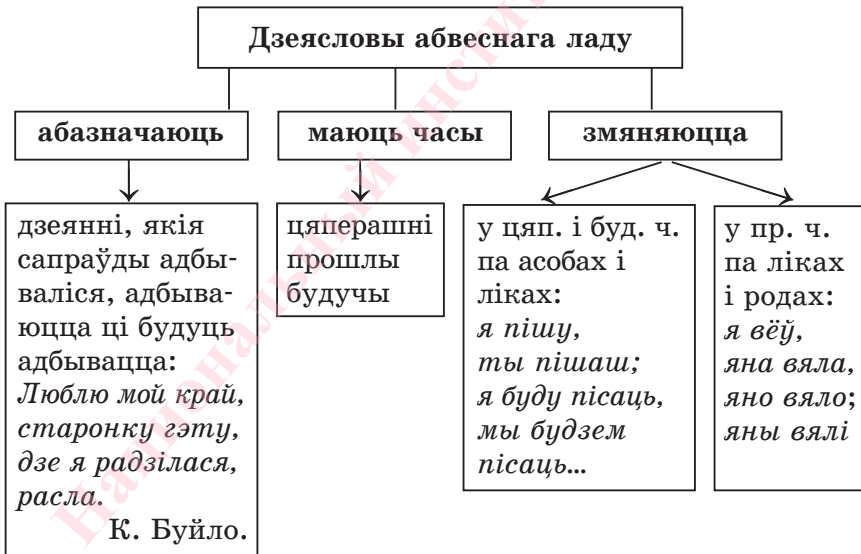 Дзеясловы абвеснага ладу
абазначаюць
маюць часы
змяняюцца
дзеянні, якія
сапраўды адбы-
валіся, адбыва-
юцца ці будуць
адбывацца:
Люблю мой край,
старонку гэту,
дзе я радзілася,
расла.
К. Буйло.
цяперашні
прошлы
будучы
у цяп. і буд. ч.
па асобах і
ліках:
я пішу,
ты пішаш;
я буду пісаць,
мы будзем
пісаць...
у пр. ч.
па ліках
і родах:
я вёў,
яна вяла,
яно вяло;
яны вялі
Национальный инстит